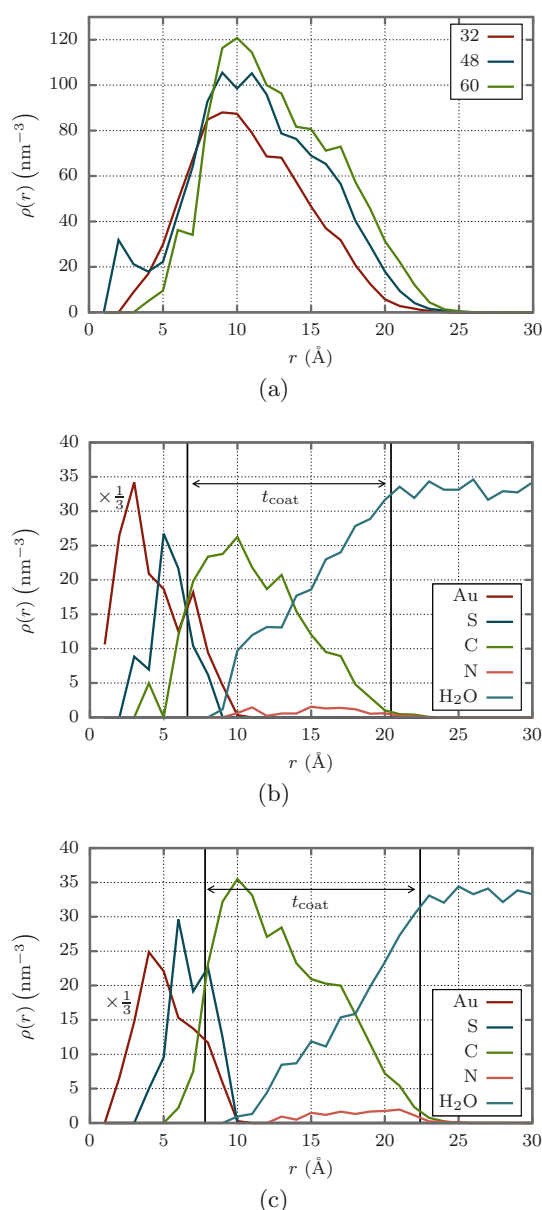 120
100
80
60
40
20
0
ρ(r) (nm⁻³)
32
48
60
0 5 10 15 20 25 30
r (Å)
(a)
40
35
30
25
20
15
10
5
0
ρ(r) (nm⁻³)
× 1/3
t_coat
Au
S
C
N
H₂O
0 5 10 15 20 25 30
r (Å)
(b)
40
35
30
25
20
15
10
5
0
ρ(r) (nm⁻³)
× 1/3
t_coat
Au
S
C
N
H₂O
0 5 10 15 20 25 30
r (Å)
(c)